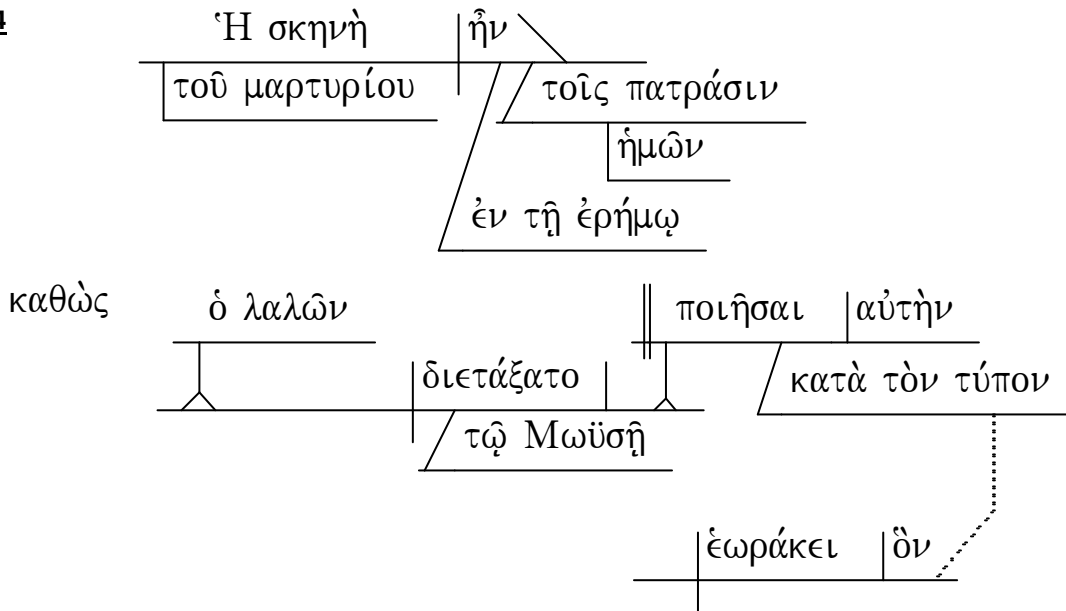 4
Ἡ σκηνὴ ἦν
τοῦ μαρτυρίου τοῖς πατράσιν
ἡμῶν
ἐν τῇ ἐρήμῳ
καθὼς ὁ λαλῶν ποιῆσαι αὐτὴν
διετάξατο κατὰ τὸν τύπον
τῷ Μωϋσῇ
ἑωράκει ὃν